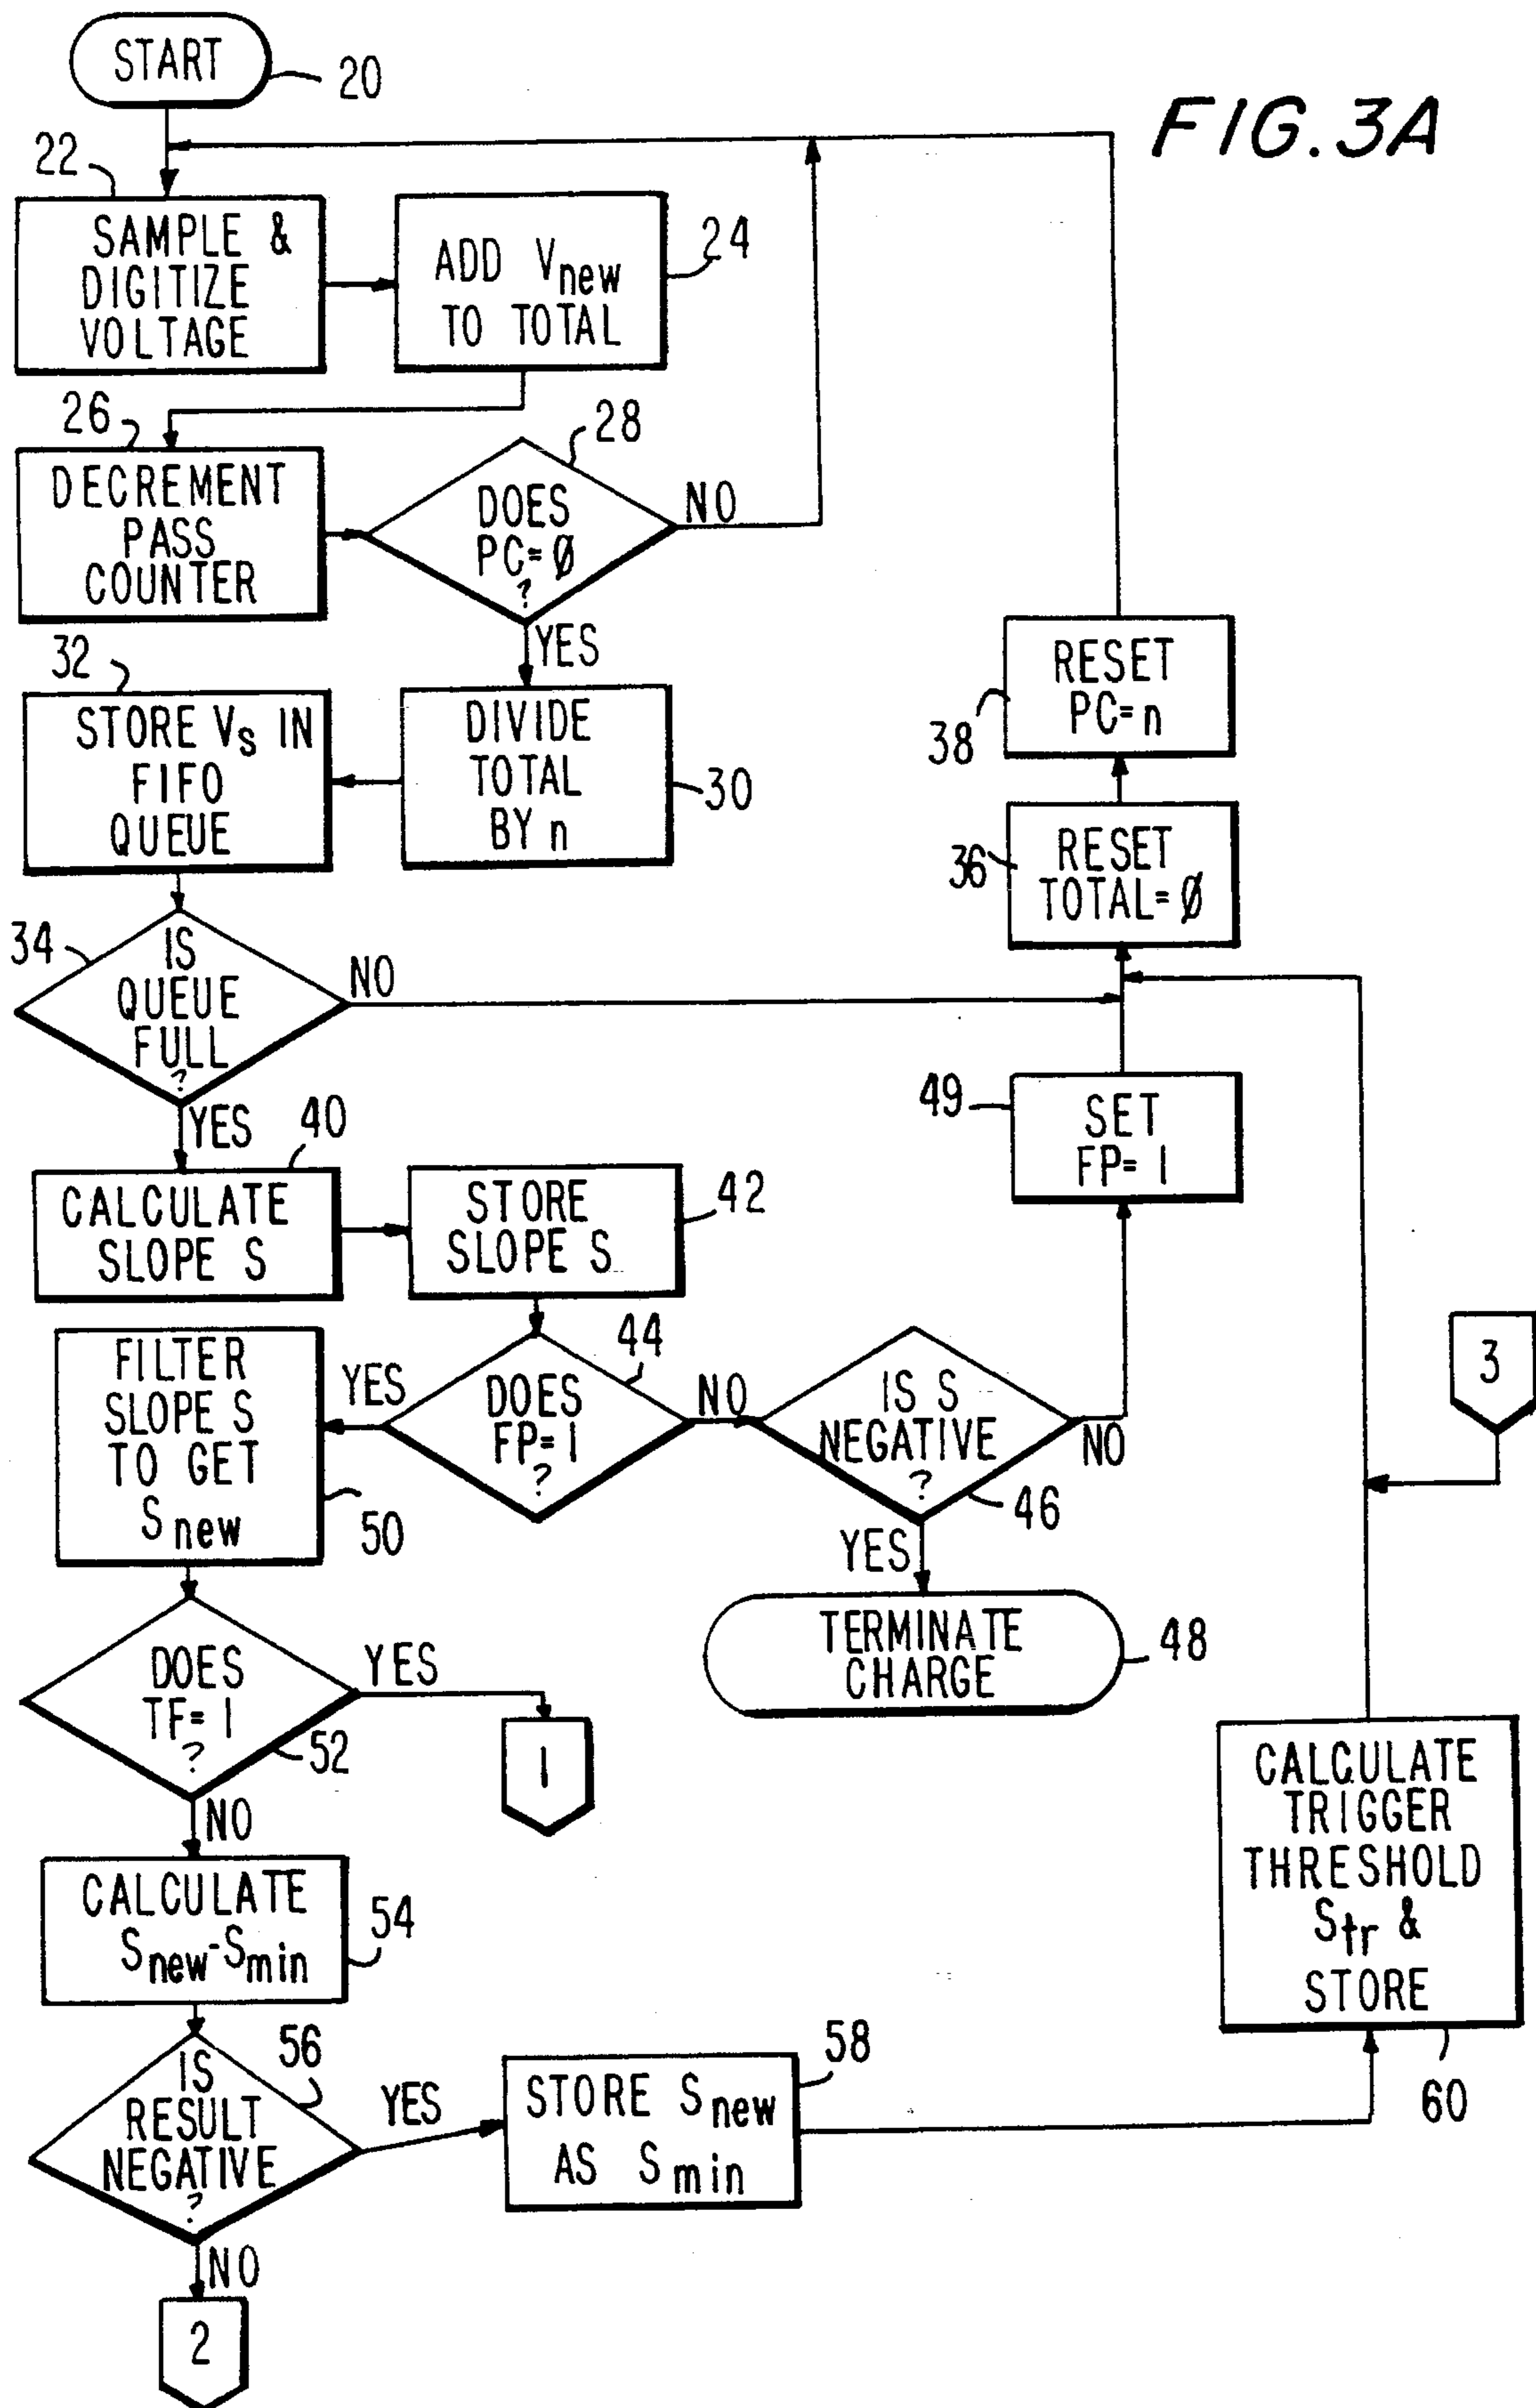 START
20
FIG. 3A
22
SAMPLE &
DIGITIZE
VOLTAGE
ADD Vnew
TO TOTAL
24
26
DECREMENT
PASS
COUNTER
28
DOES
PC=Ø
?
NO
YES
32
STORE Vs IN
FIFO
QUEUE
DIVIDE
TOTAL
BY n
30
RESET
PC=n
38
RESET
TOTAL=Ø
36
34
IS
QUEUE
FULL
?
NO
YES
49
SET
FP=1
40
CALCULATE
SLOPE S
STORE
SLOPE S
42
44
DOES
FP=1
?
YES
NO
IS S
NEGATIVE
?
NO
46
YES
3
FILTER
SLOPE S
TO GET
Snew
50
TERMINATE
CHARGE
48
DOES
TF=1
?
YES
52
NO
1
CALCULATE
TRIGGER
THRESHOLD
Str &
STORE
60
CALCULATE
Snew-Smin
54
56
IS
RESULT
NEGATIVE
?
YES
NO
STORE Snew
AS Smin
58
2